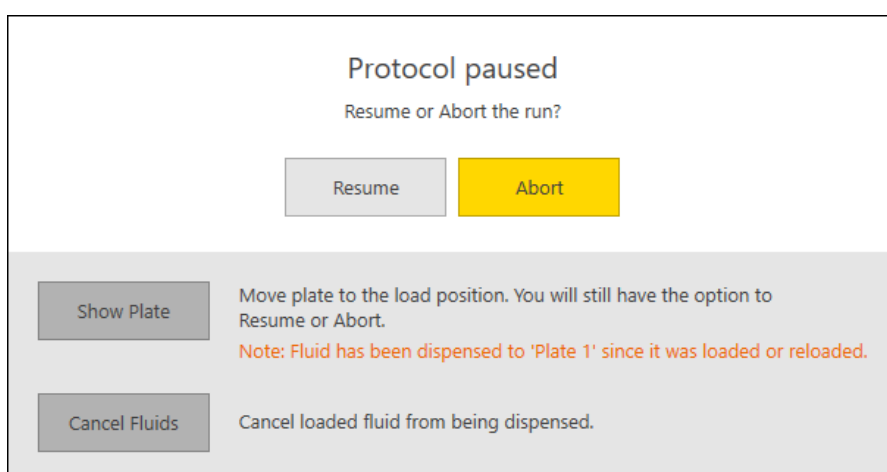 Protocol paused
Resume or Abort the run?
Resume
Abort
Show Plate
Move plate to the load position. You will still have the option to
Resume or Abort.
Note: Fluid has been dispensed to 'Plate 1' since it was loaded or reloaded.
Cancel Fluids
Cancel loaded fluid from being dispensed.